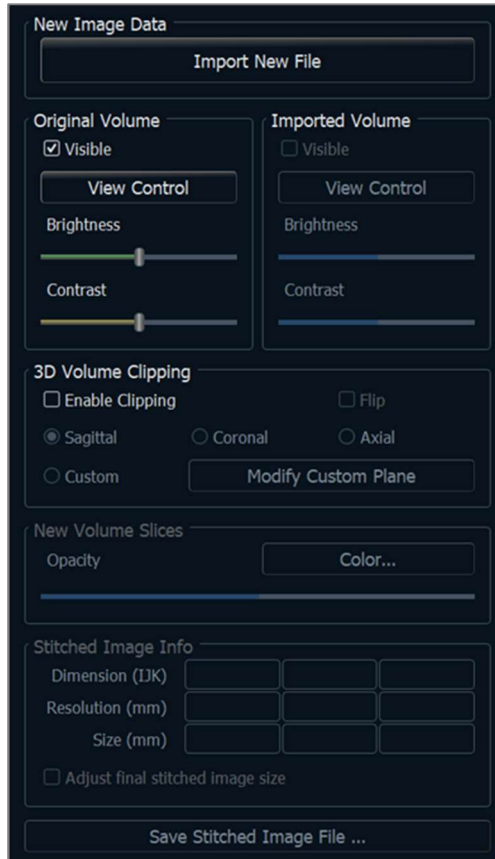 New Image Data
Import New File
Original Volume
Visible
View Control
Brightness
Contrast
Imported Volume
Visible
View Control
Brightness
Contrast
3D Volume Clipping
Enable Clipping Flip
Sagittal Coronal Axial
Custom Modify Custom Plane
New Volume Slices
Opacity Color...
Stitched Image Info
Dimension (IJK)
Resolution (mm)
Size (mm)
Adjust final stitched image size
Save Stitched Image File ...